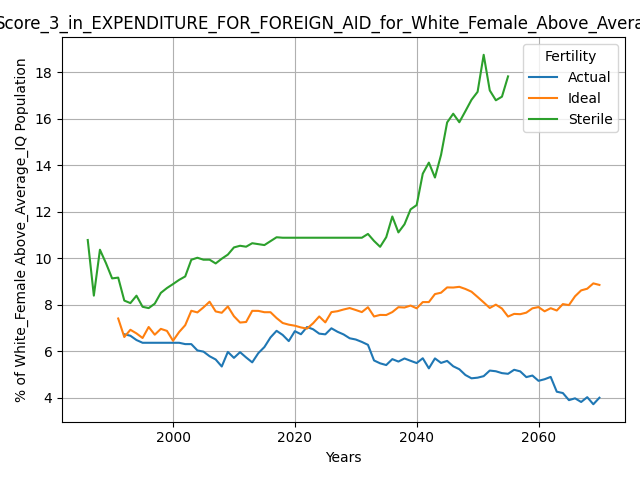 Score_3_in_EXPENDITURE_FOR_FOREIGN_AID_for_White_Female_Above_Avera
% of White_Female Above_Average_IQ Population
18
16
14
12
10
8
6
4
2000
2020
2040
2060
Years
Fertility
Actual
Ideal
Sterile